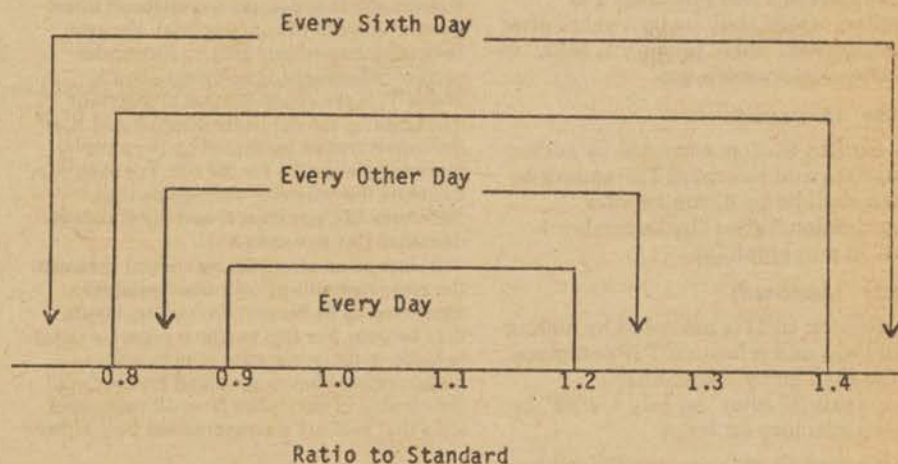 Every Sixth Day
Every Other Day
Every Day
0.8 0.9 1.0 1.1 1.2 1.3 1.4
Ratio to Standard